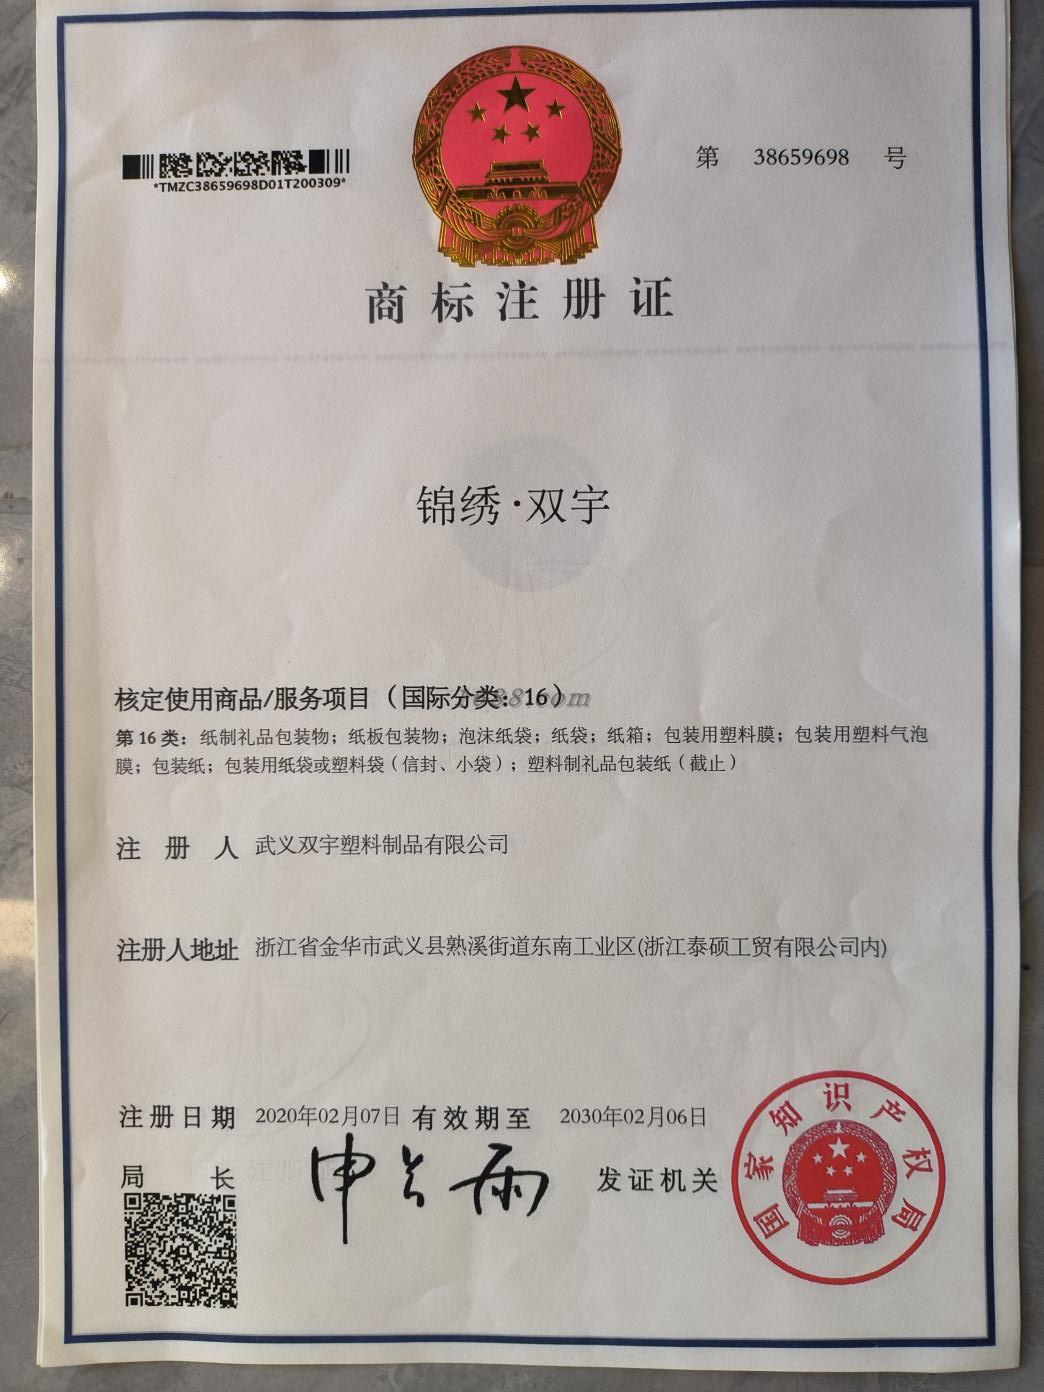 *TMZC38659698D01T200309*
第 38659698 号
商标注册证
锦绣·双宇
核定使用商品/服务项目（国际分类：16）
第 16 类：纸制礼品包装物；纸板包装物；泡沫纸袋；纸袋；纸箱；包装用塑料膜；包装用塑料气泡
膜；包装纸；包装用纸袋或塑料袋（信封、小袋）；塑料制礼品包装纸（截止）
注册人 武义双宇塑料制品有限公司
注册人地址 浙江省金华市武义县熟溪街道东南工业区(浙江泰硕工贸有限公司内)
注册日期 2020年02月07日 有效期至 2030年02月06日
局长 申长雨 发证机关
国家知识产权局
1688.com